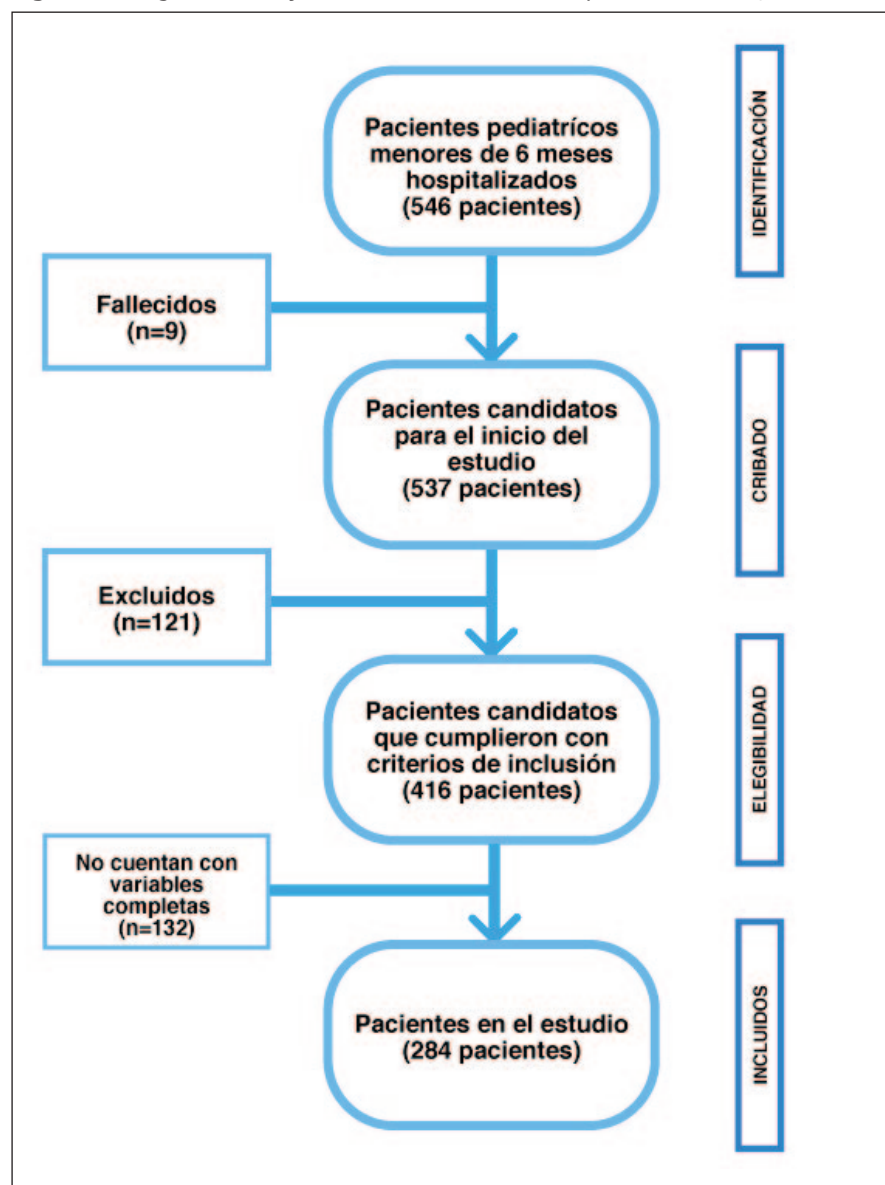 Pacientes pediatrícos
menores de 6 meses
hospitalizados
(546 pacientes)
IDENTIFICACIÓN
Fallecidos
(n=9)
Pacientes candidatos
para el inicio del
estudio
(537 pacientes)
CRIBADO
Excluidos
(n=121)
Pacientes candidatos
que cumplieron con
criterios de inclusión
(416 pacientes)
ELEGIBILIDAD
No cuentan con
variables
completas
(n=132)
Pacientes en el estudio
(284 pacientes)
INCLUIDOS